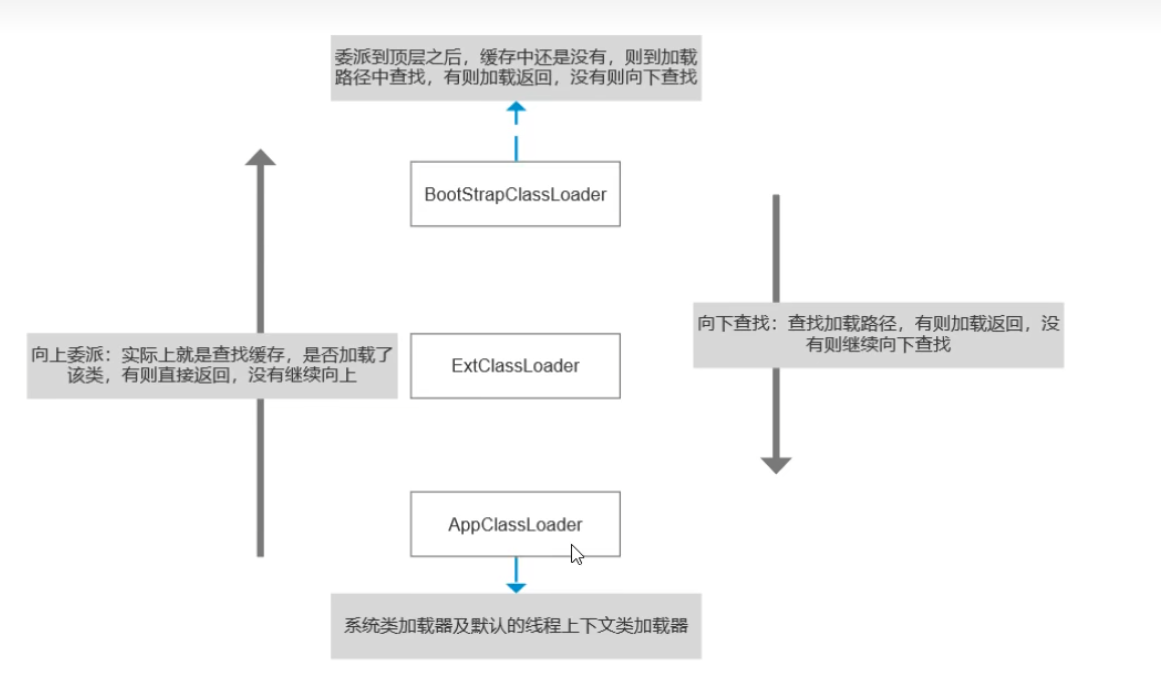 委派到顶层之后，缓存中还是没有，则到加载
路径中查找，有则加载返回，没有则向下查找
BootStrapClassLoader
向下查找：查找加载路径，有则加载返回，没
有则继续向下查找
向上委派：实际上就是查找缓存，是否加载了
该类，有则直接返回，没有继续向上
ExtClassLoader
AppClassLoader
系统类加载器及默认的线程上下文类加载器